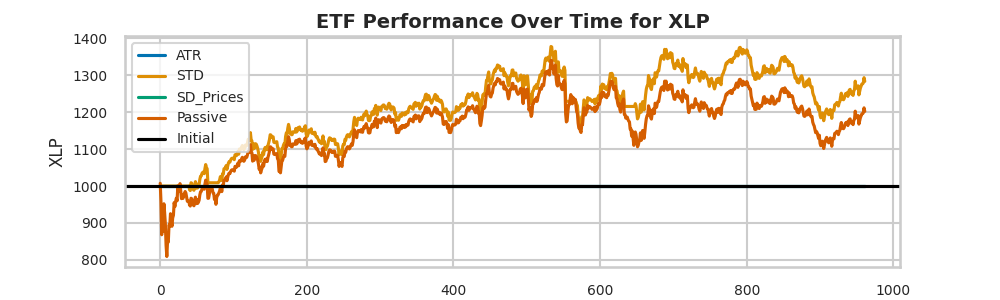 ETF Performance Over Time for XLP
XLP
1400
1300
1200
1100
1000
900
800
ATR
STD
SD_Prices
Passive
Initial
0 200 400 600 800 1000